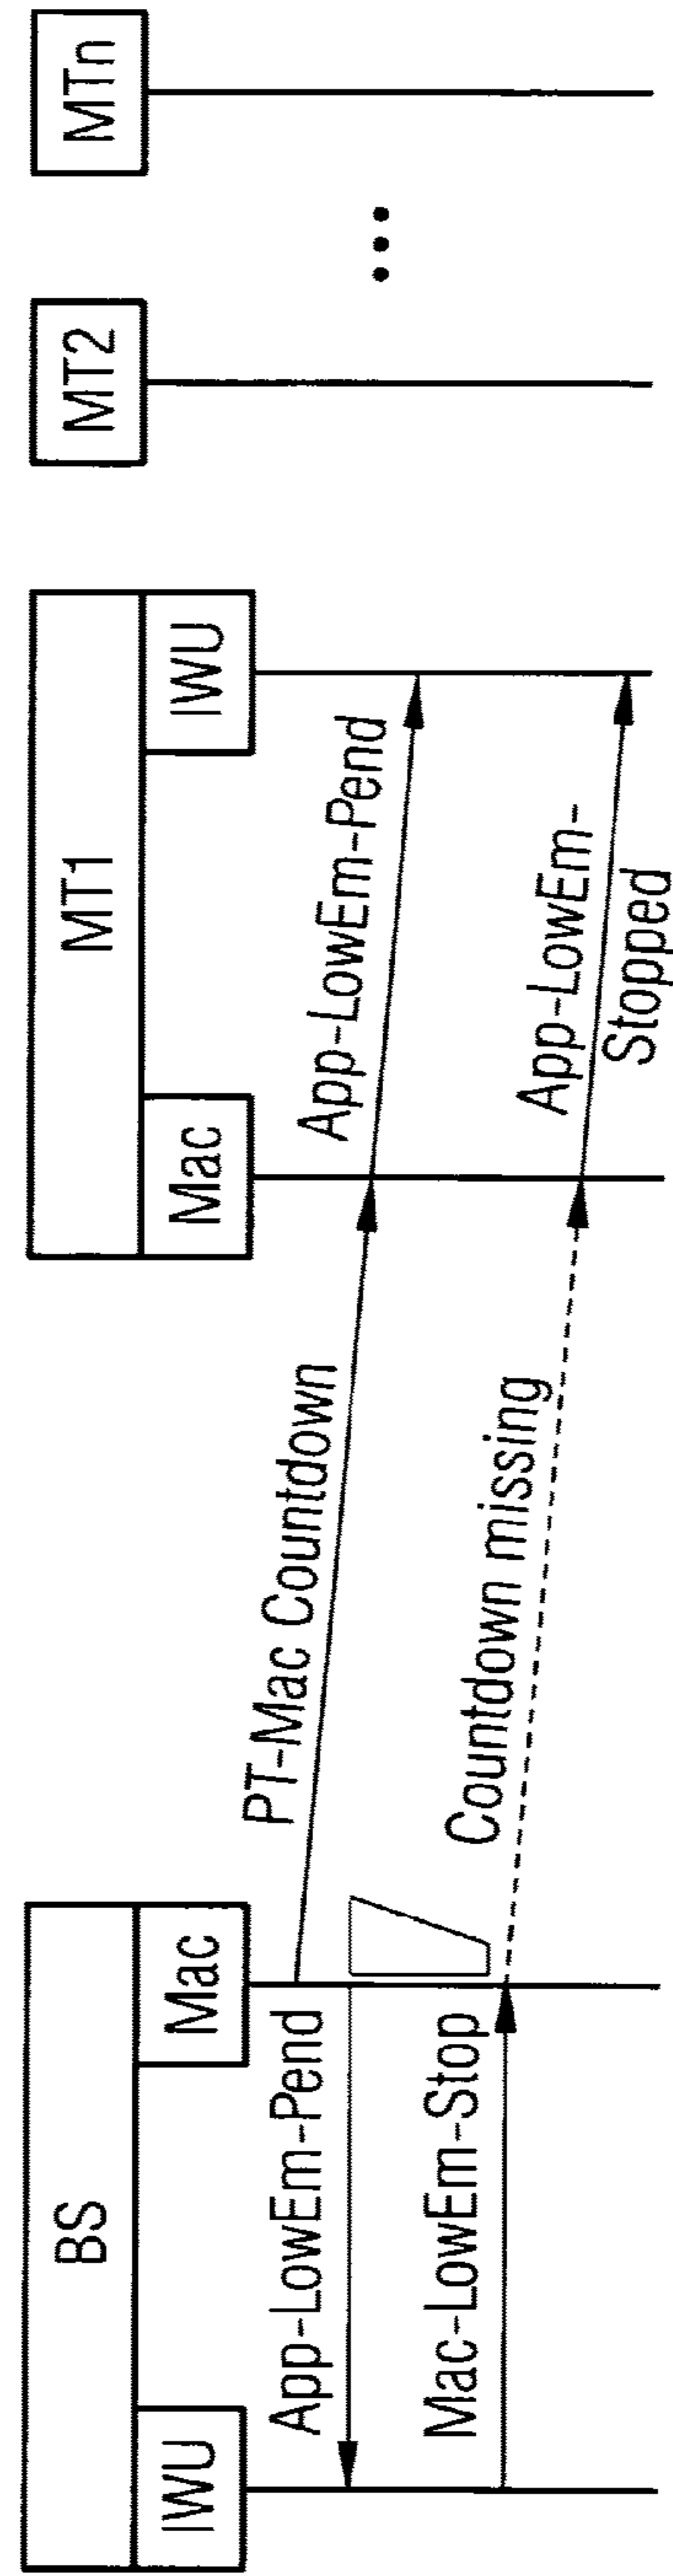 BS
MT1
MT2
MTn
IWU
Mac
Mac
IWU
PT-Mac Countdown
App-LowEm-Pend
App-LowEm-Pend
Mac-LowEm-Stop
Countdown missing
App-LowEm-
Stopped